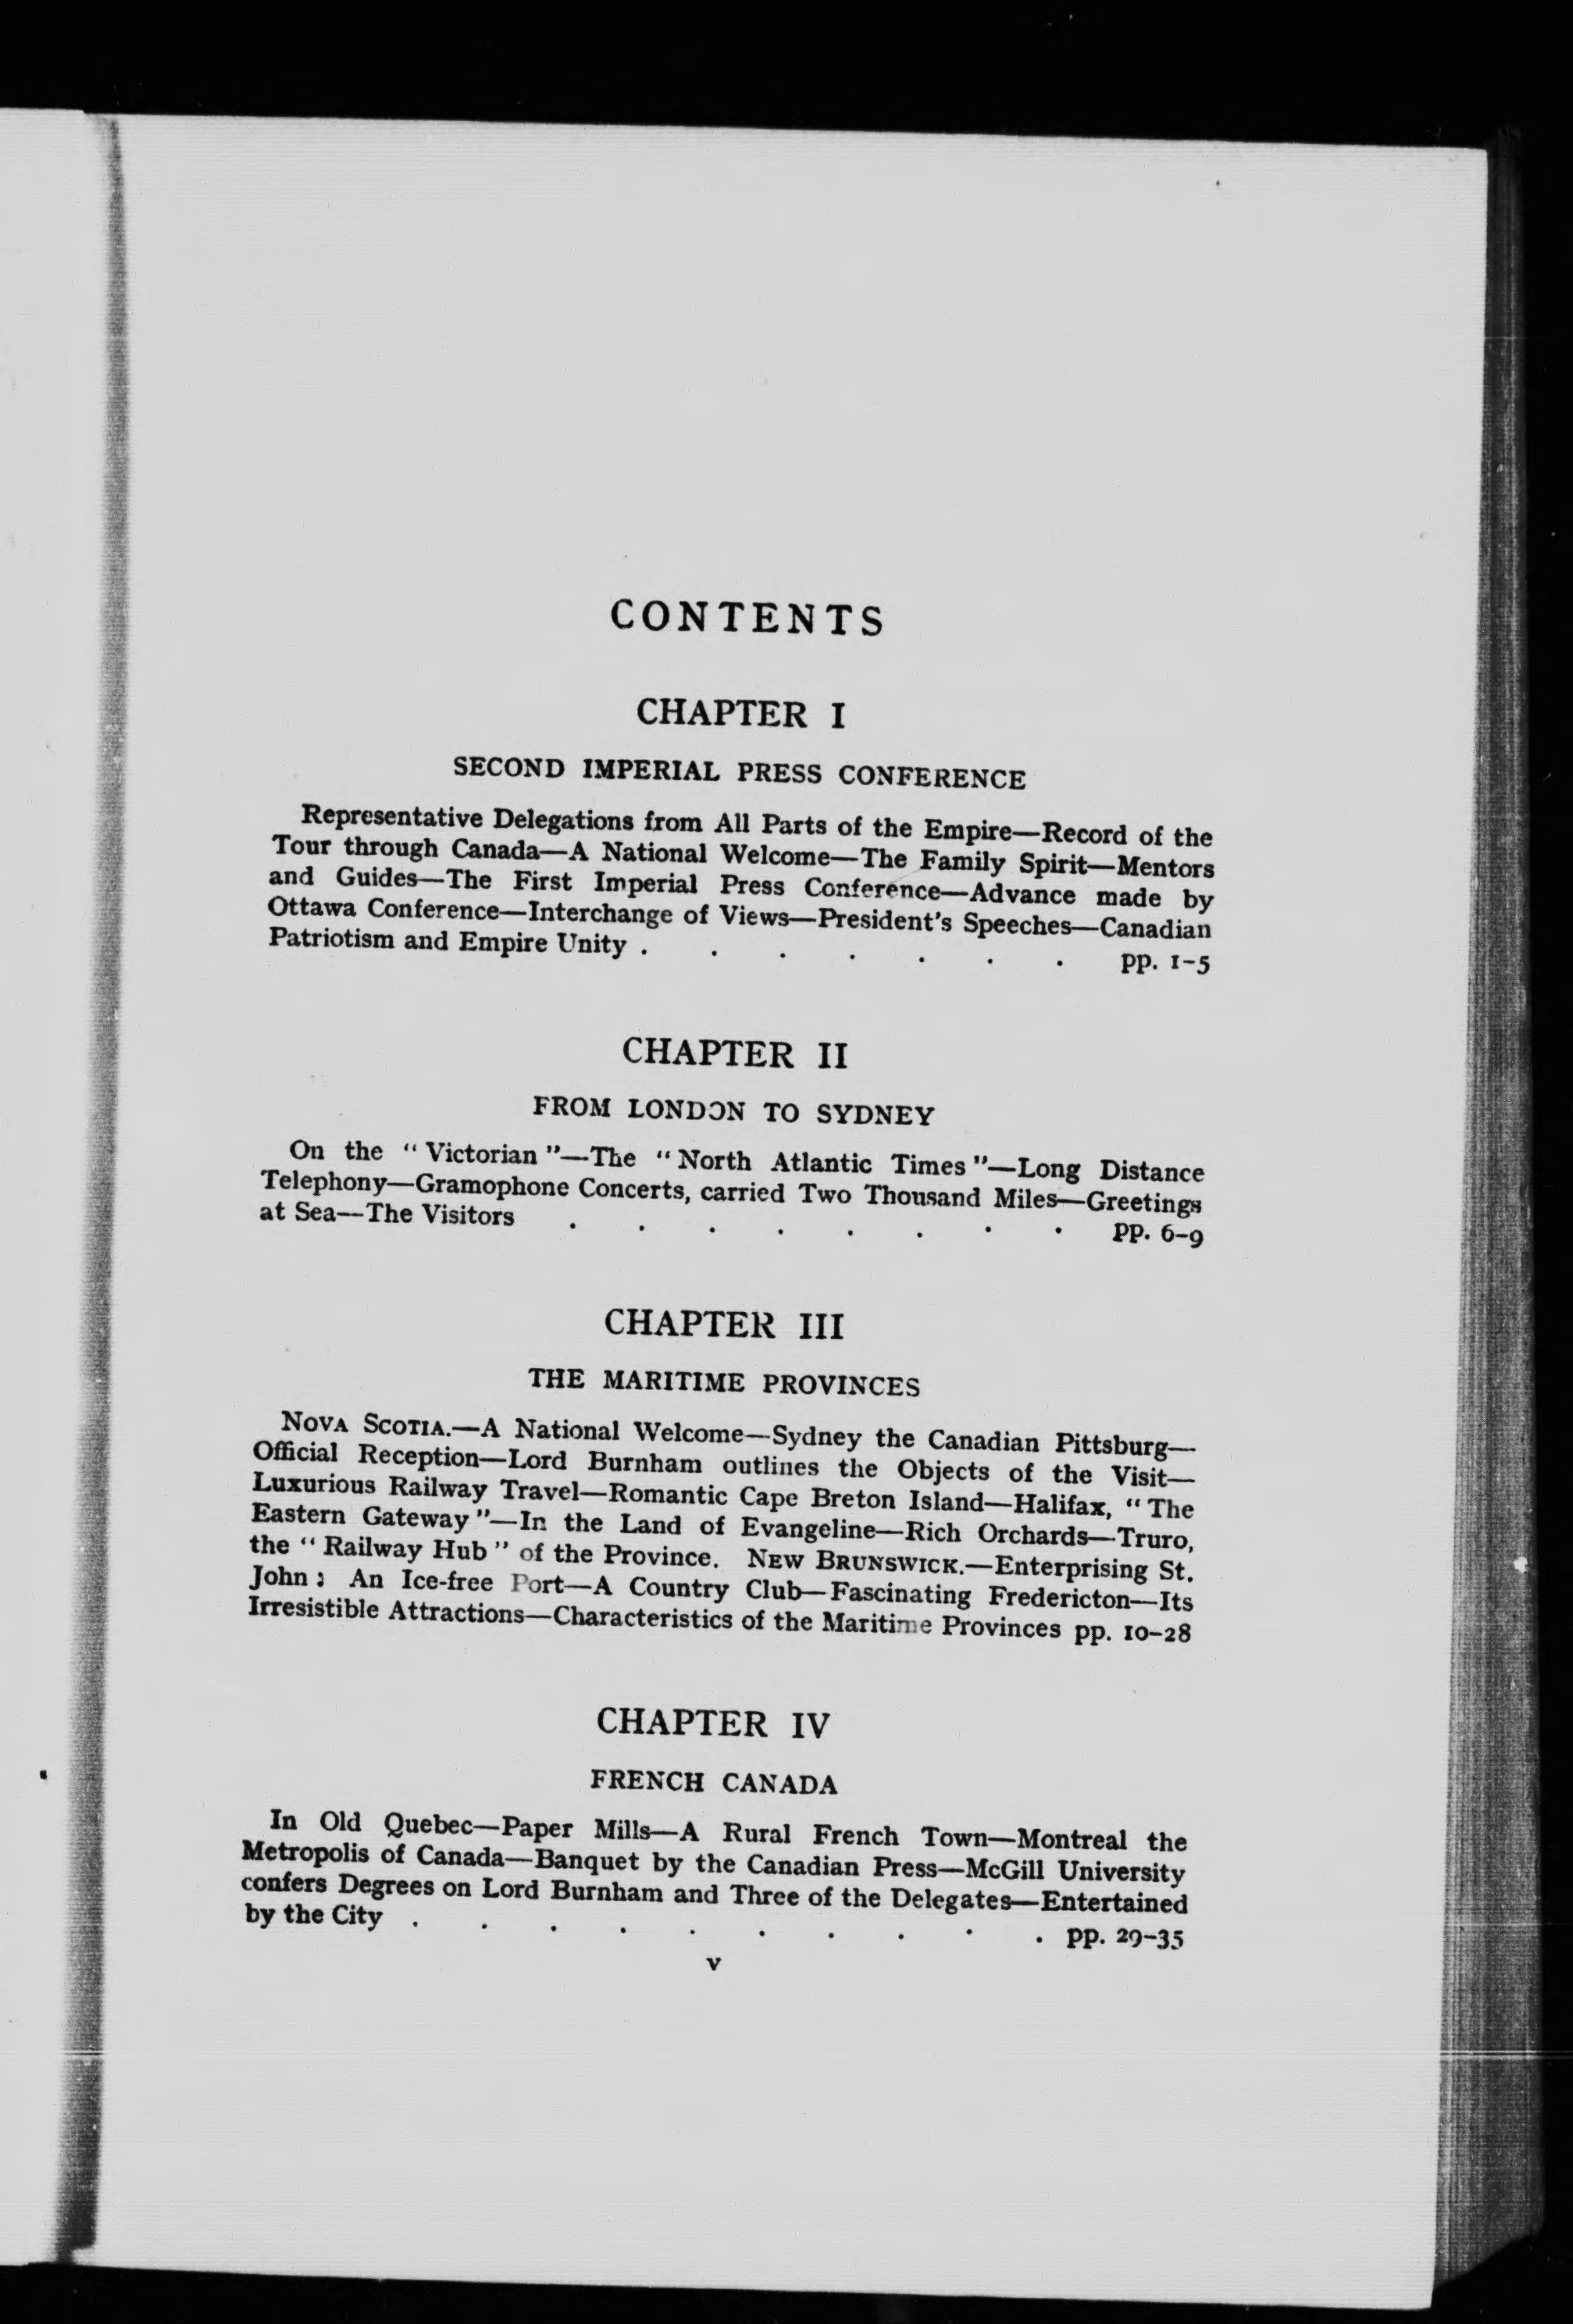 CONTENTS
CHAPTER I
SECOND IMPERIAL PRESS CONFERENCE
Representative Delegations from All Parts of the Empire—Record of the
Tour through Canada—A National Welcome—The Family Spirit—Mentors
and Guides—The First Imperial Press Conference—Advance made by
Ottawa Conference—Interchange of Views—President's Speeches—Canadian
Patriotism and Empire Unity . . . . . . . pp. 1-5
CHAPTER II
FROM LONDON TO SYDNEY
On the "Victorian"—The "North Atlantic Times"—Long Distance
Telephony—Gramophone Concerts, carried Two Thousand Miles—Greetings
at Sea—The Visitors . . . . . . . . pp. 6-9
CHAPTER III
THE MARITIME PROVINCES
NOVA SCOTIA.—A National Welcome—Sydney the Canadian Pittsburg—
Official Reception—Lord Burnham outlines the Objects of the Visit—
Luxurious Railway Travel—Romantic Cape Breton Island—Halifax, "The
Eastern Gateway"—In the Land of Evangeline—Rich Orchards—Truro,
the "Railway Hub" of the Province. NEW BRUNSWICK.—Enterprising St.
John: An Ice-free Port—A Country Club—Fascinating Fredericton—Its
Irresistible Attractions—Characteristics of the Maritime Provinces pp. 10-28
CHAPTER IV
FRENCH CANADA
In Old Quebec—Paper Mills—A Rural French Town—Montreal the
Metropolis of Canada—Banquet by the Canadian Press—McGill University
confers Degrees on Lord Burnham and Three of the Delegates—Entertained
by the City . . . . . . . . . . pp. 29-35
v